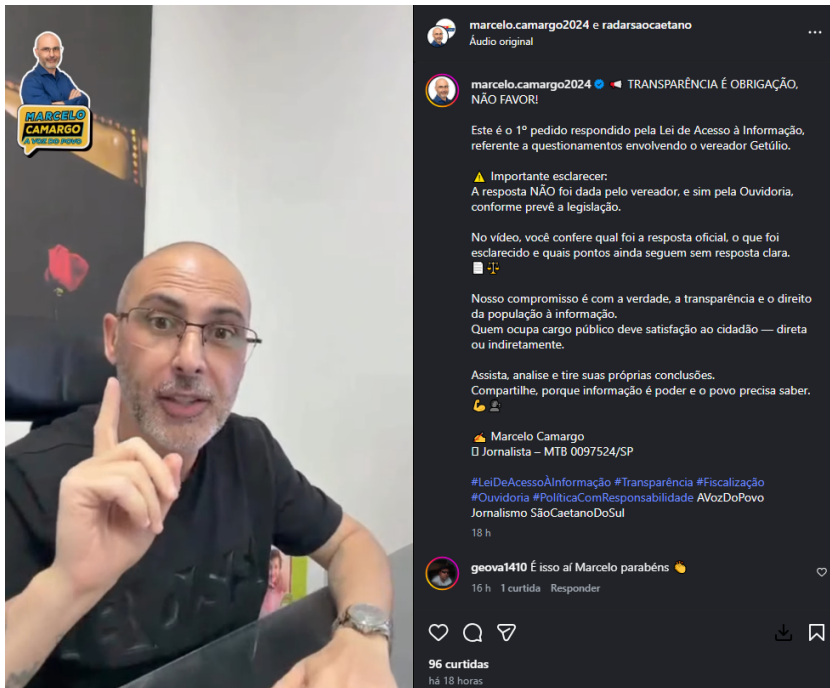 MARCELO
CAMARGO
A VOZ DO POVO
marcelo.camargo2024 e radarsaocaetano
Áudio original
marcelo.camargo2024 TRANSPARÊNCIA É OBRIGAÇÃO,
NÃO FAVOR!
Este é o 1º pedido respondido pela Lei de Acesso à Informação,
referente a questionamentos envolvendo o vereador Getúlio.
⚠️ Importante esclarecer:
A resposta NÃO foi dada pelo vereador, e sim pela Ouvidoria,
conforme prevê a legislação.
No vídeo, você confere qual foi a resposta oficial, o que foi
esclarecido e quais pontos ainda seguem sem resposta clara.
📄⚖️
Nosso compromisso é com a verdade, a transparência e o direito
da população à informação.
Quem ocupa cargo público deve satisfação ao cidadão — direta
ou indiretamente.
Assista, analise e tire suas próprias conclusões.
Compartilhe, porque informação é poder e o povo precisa saber.
💪🗣️
✍️ Marcelo Camargo
Jornalista – MTB 0097524/SP
#LeiDeAcessoÀInformação #Transparência #Fiscalização
#Ouvidoria #PolíticaComResponsabilidade AVozDoPovo
Jornalismo SãoCaetanoDoSul
18 h
geova1410 É isso aí Marcelo parabéns 👏
16 h 1 curtida Responder
96 curtidas
há 18 horas